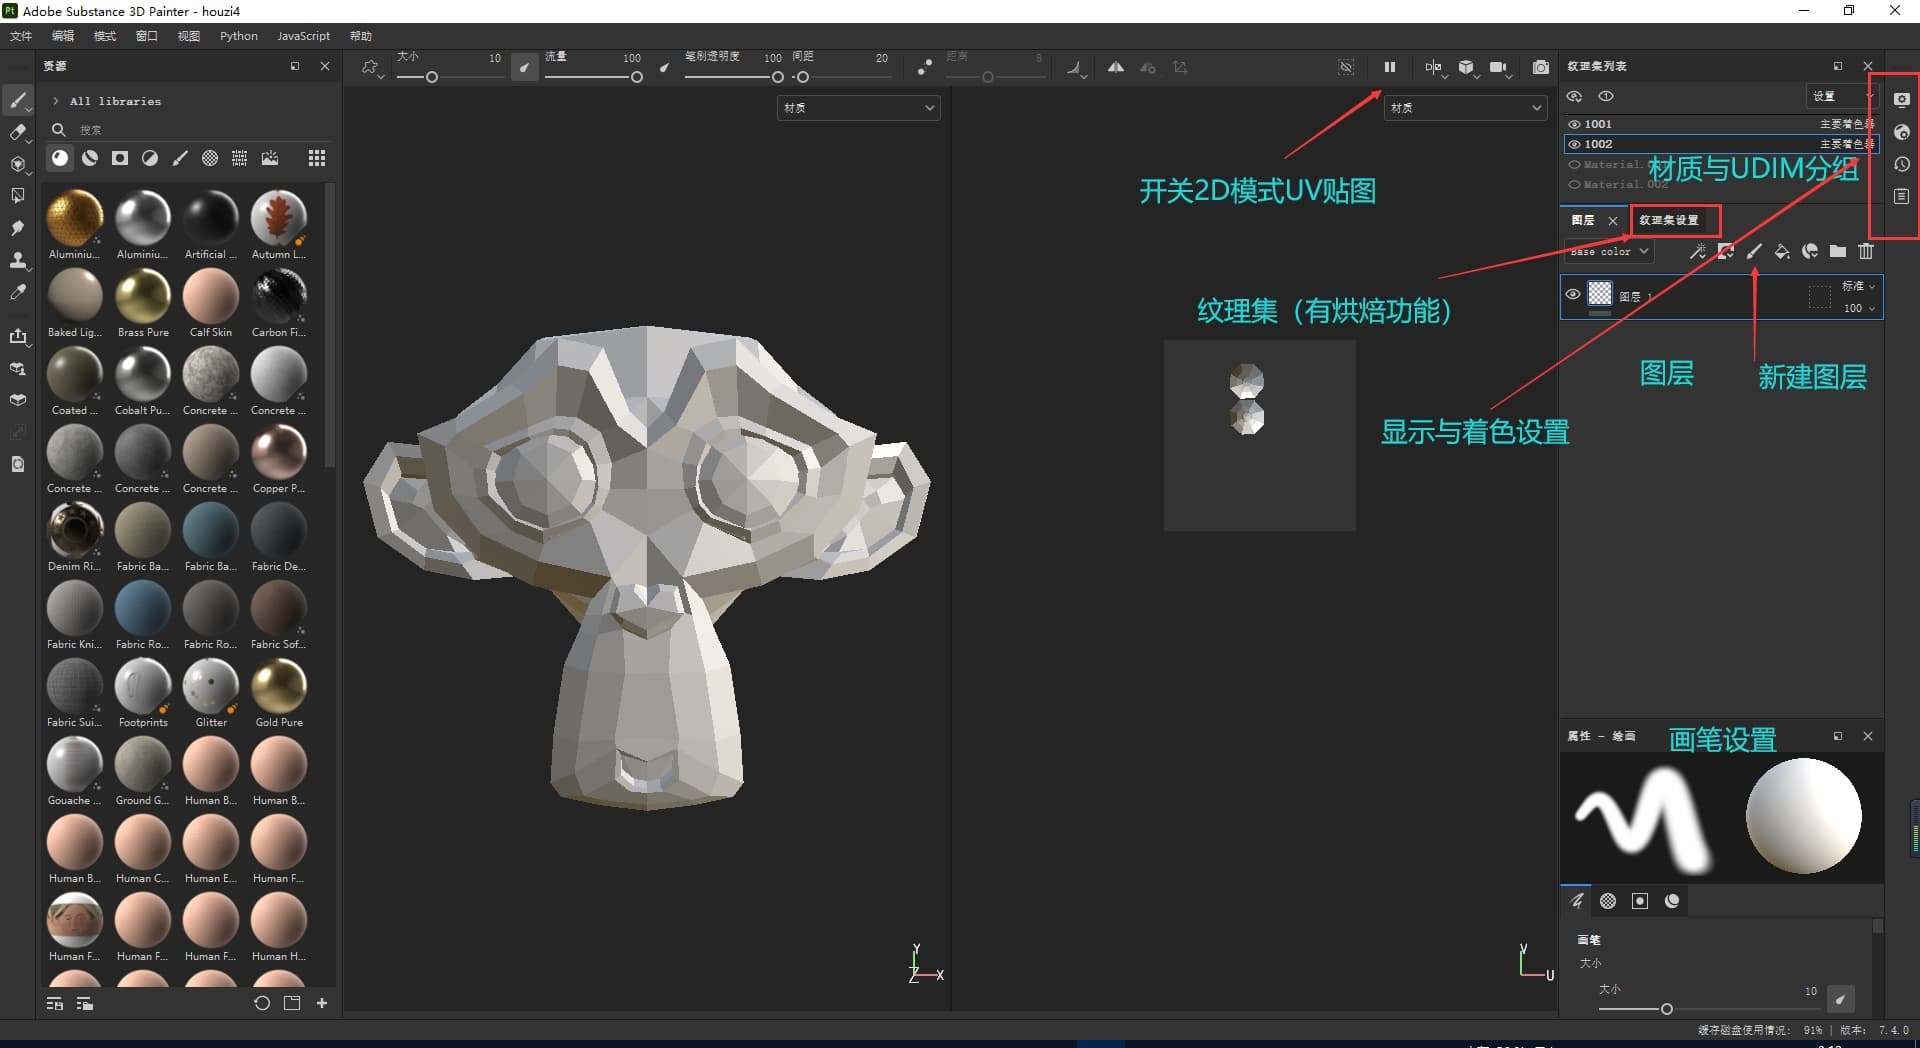 Adobe Substance 3D Painter - houzi4
文件 编辑 模式 窗口 视图 Python JavaScript 帮助
资源
大小 10 流量 100 笔刷透明度 100 间距 20 距离 8
纹理集列表
All libraries
搜索
材质
材质
设置
1001 主要着色器
1002 主要着色器
Material.
Material.002
材质与UDIM分组
开关2D模式UV贴图
图层
纹理集设置
Base color
图层 1
标准
100
纹理集（有烘焙功能）
图层
新建图层
显示与着色设置
Aluminiu... Aluminiu... Artificial ... Autumn L...
Baked Lig... Brass Pure Calf Skin Carbon Fi...
Coated ... Cobalt Pu... Concrete ... Concrete ...
Concrete ... Concrete ... Concrete ... Copper P...
Denim Ri... Fabric Ba... Fabric Ba... Fabric De...
Fabric Kni... Fabric Ro... Fabric Ro... Fabric Sof...
Fabric Sui... Footprints Glitter Gold Pure
Gouache ... Ground G... Human B... Human B...
Human B... Human C... Human E... Human F...
Human F... Human F... Human F... Human H...
Y
Z X
V
U
属性 - 绘画
画笔设置
画笔
大小
大小 10
缓存磁盘使用情况: 91% | 版本: 7.4.0